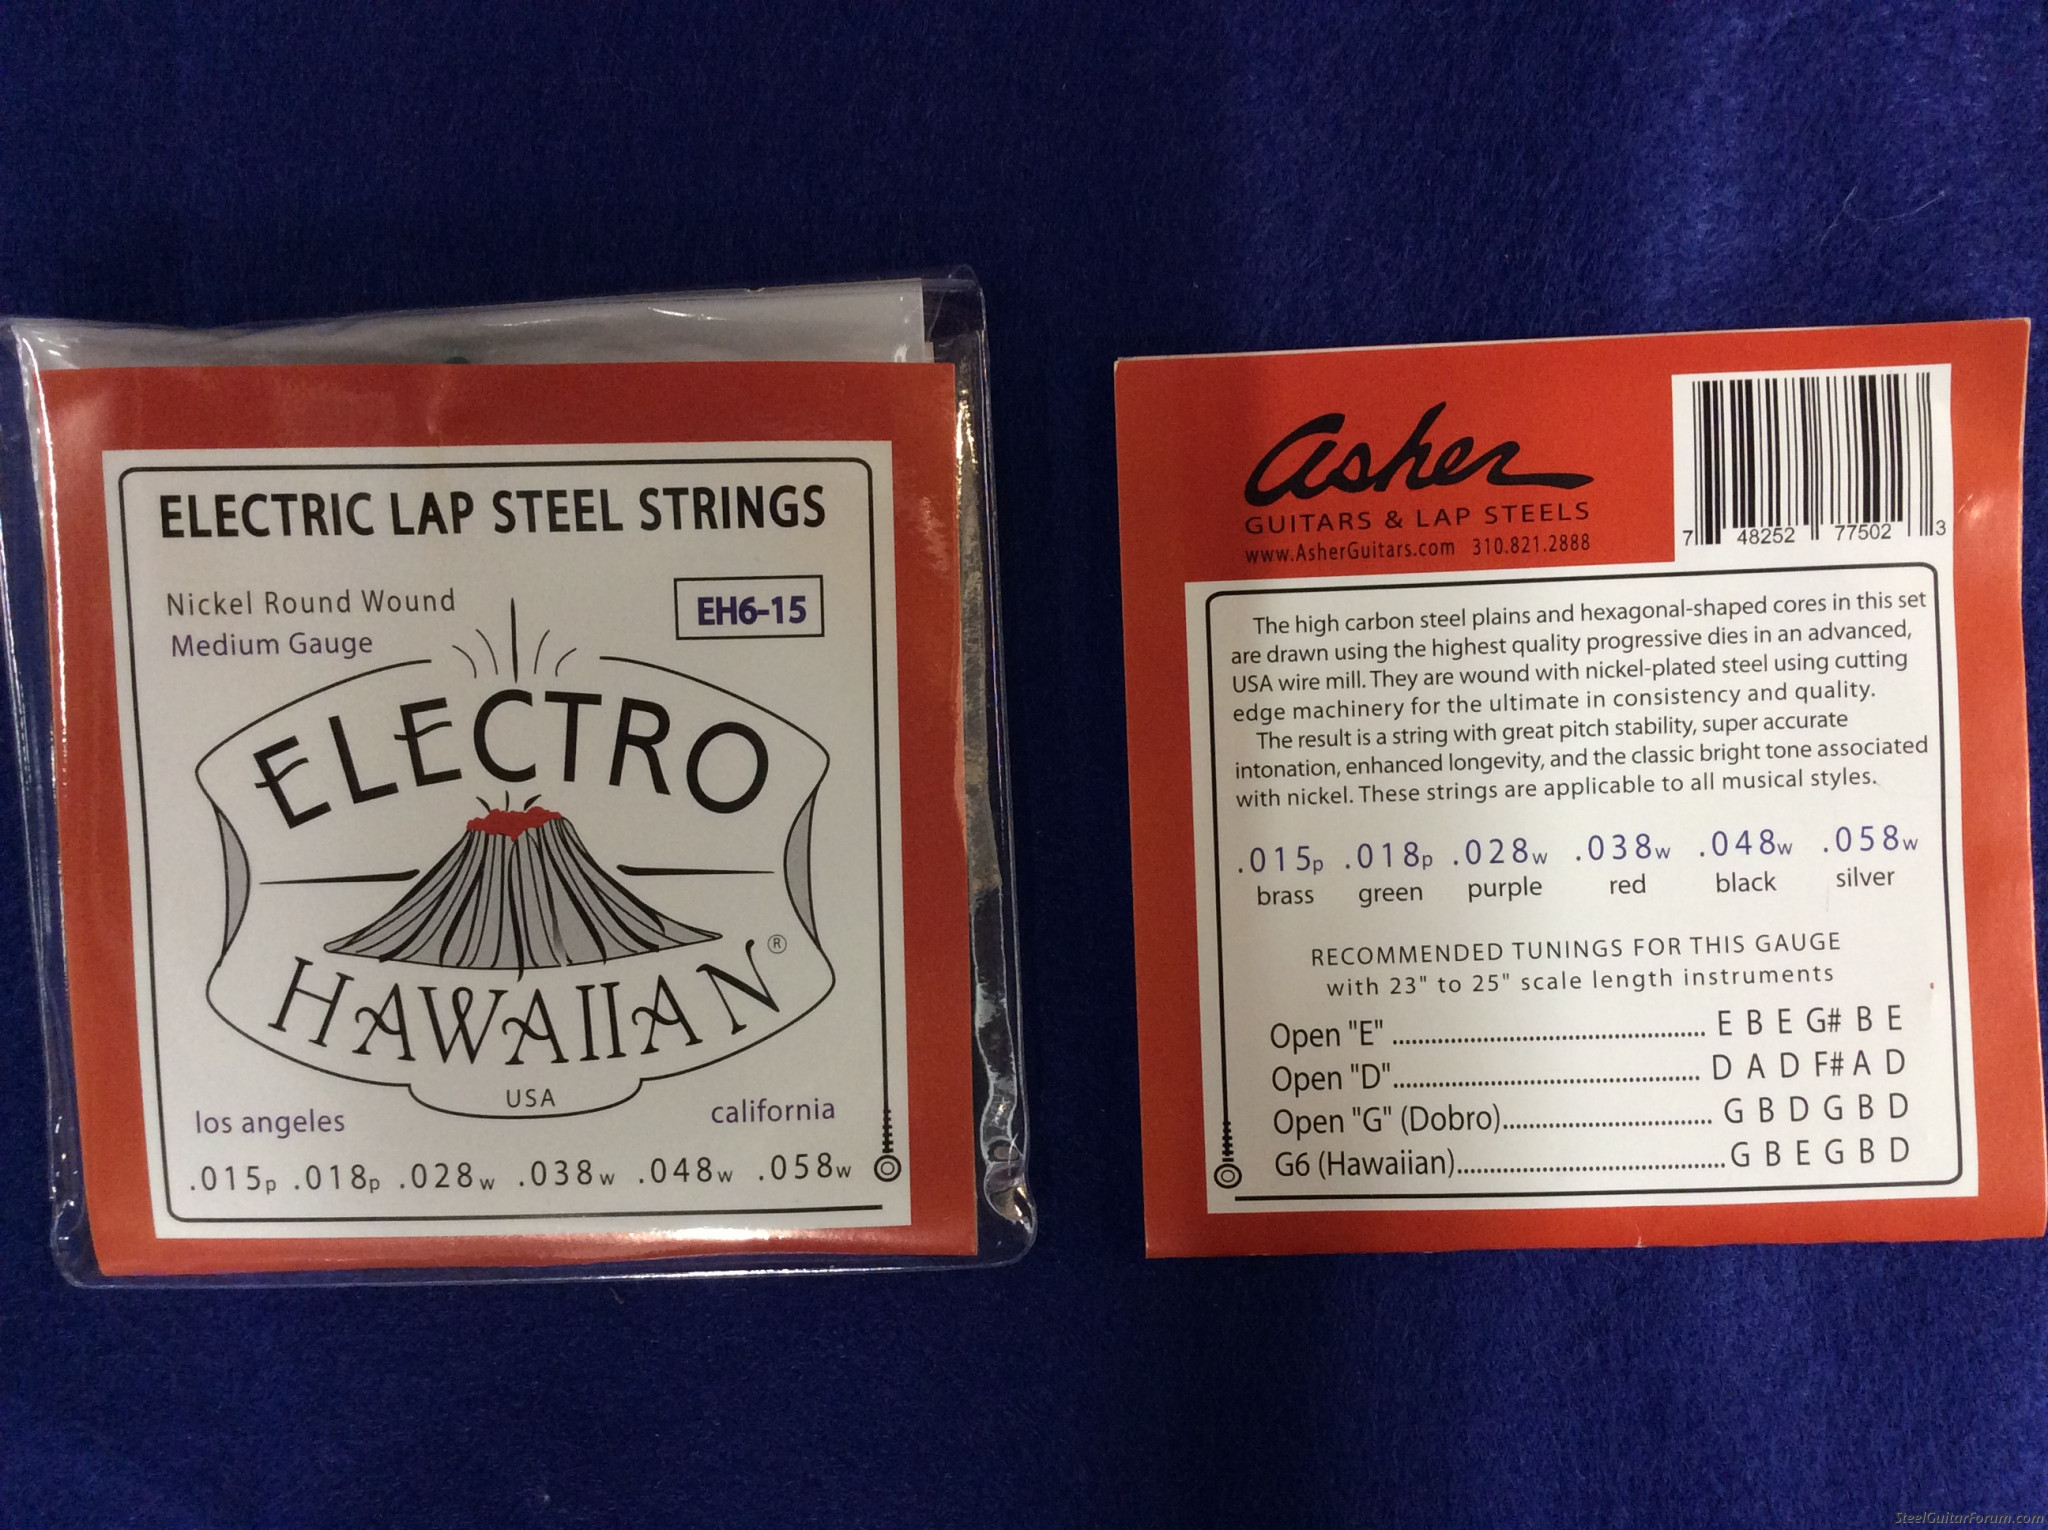 ELECTRIC LAP STEEL STRINGS
Nickel Round Wound
Medium Gauge
EH6-15
ELECTRO
HAWAIIAN®
USA
los angeles
california
.015p .018p .028w .038w .048w .058w
asher
GUITARS & LAP STEELS
www.AsherGuitars.com 310.821.2888
7 48252 77502 3
The high carbon steel plains and hexagonal-shaped cores in this set
are drawn using the highest quality progressive dies in an advanced,
USA wire mill. They are wound with nickel-plated steel using cutting
edge machinery for the ultimate in consistency and quality.
The result is a string with great pitch stability, super accurate
intonation, enhanced longevity, and the classic bright tone associated
with nickel. These strings are applicable to all musical styles.
.015p .018p .028w .038w .048w .058w
brass green purple red black silver
RECOMMENDED TUNINGS FOR THIS GAUGE
with 23" to 25" scale length instruments
Open "E" ................................................ E B E G# B E
Open "D"................................................ D A D F# A D
Open "G" (Dobro)................................. G B D G B D
G6 (Hawaiian)..........................................G B E G B D
SteelGuitarForum.com